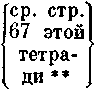 ср. стр.
67 этой
тетра-
ди **